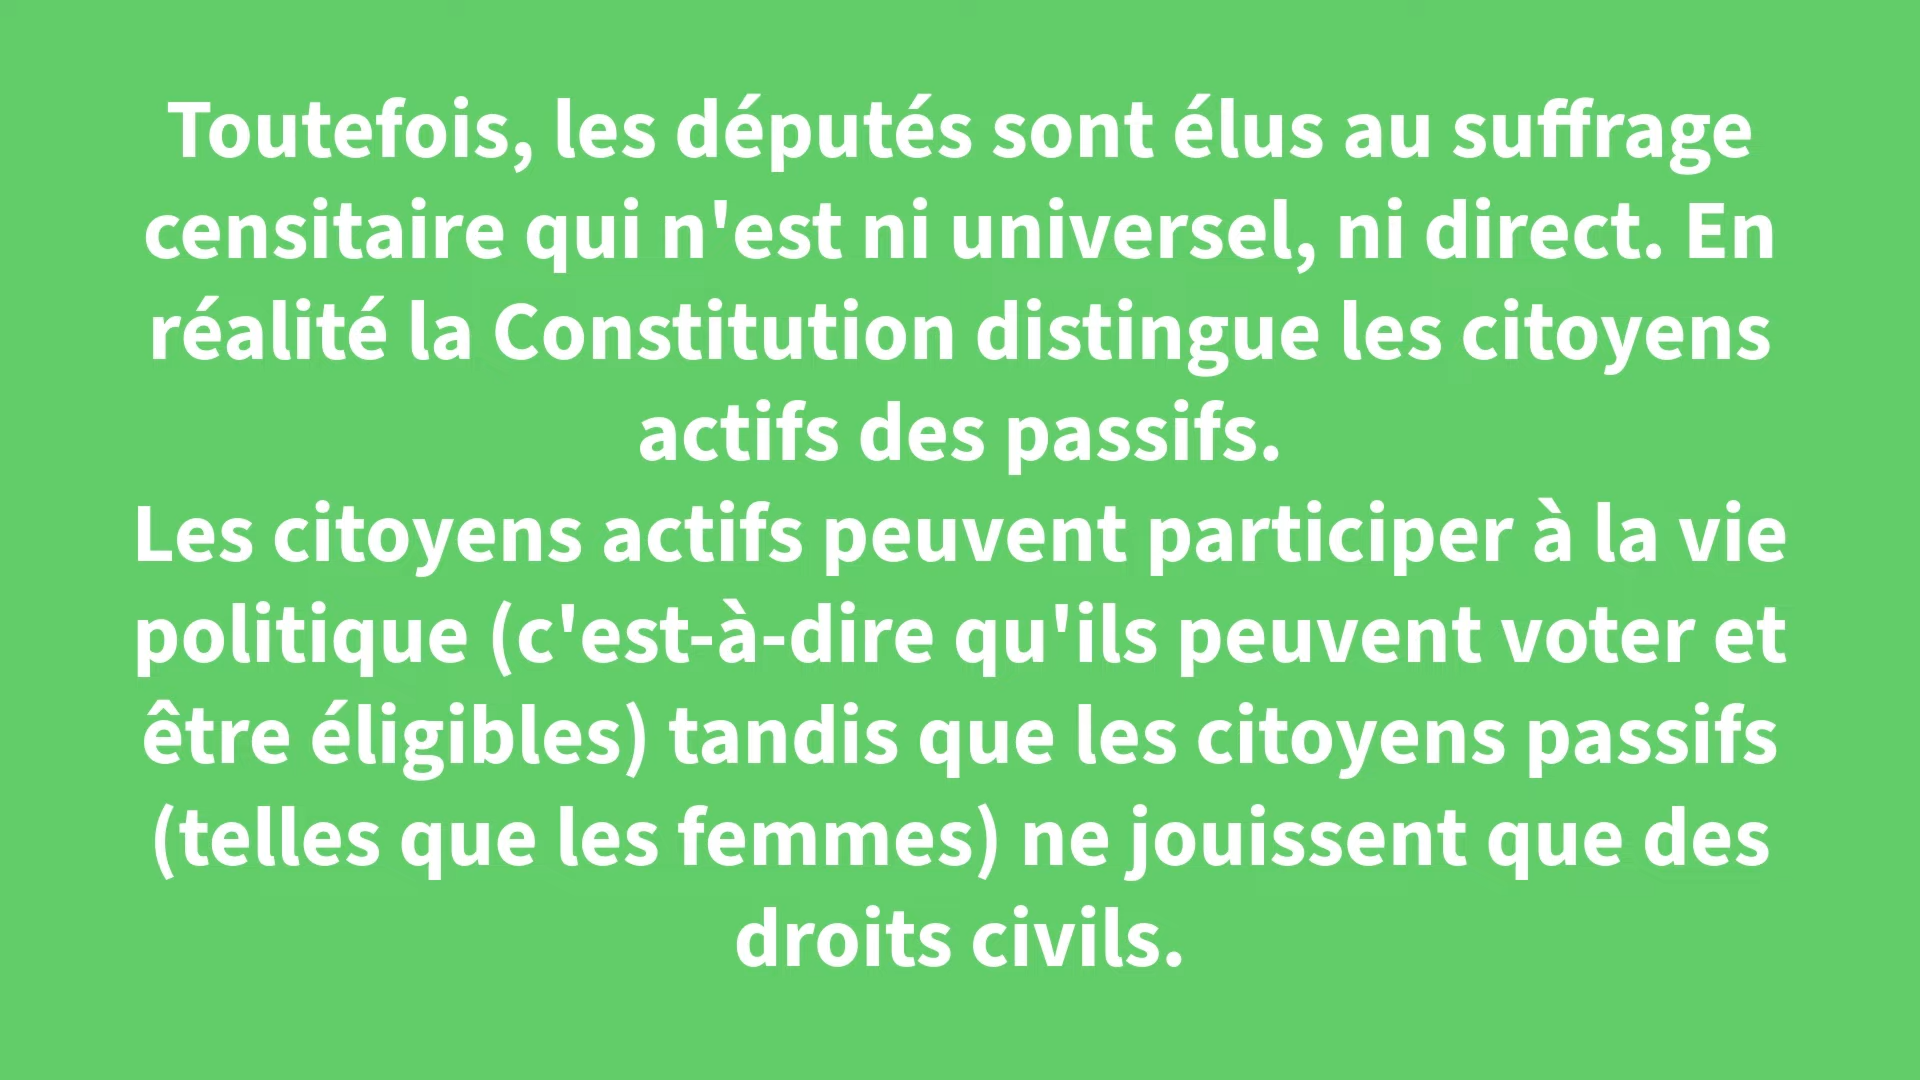 Toutefois, les députés sont élus au suffrage
censitaire qui n'est ni universel, ni direct. En
réalité la Constitution distingue les citoyens
actifs des passifs.
Les citoyens actifs peuvent participer à la vie
politique (c'est-à-dire qu'ils peuvent voter et
être éligibles) tandis que les citoyens passifs
(telles que les femmes) ne jouissent que des
droits civils.